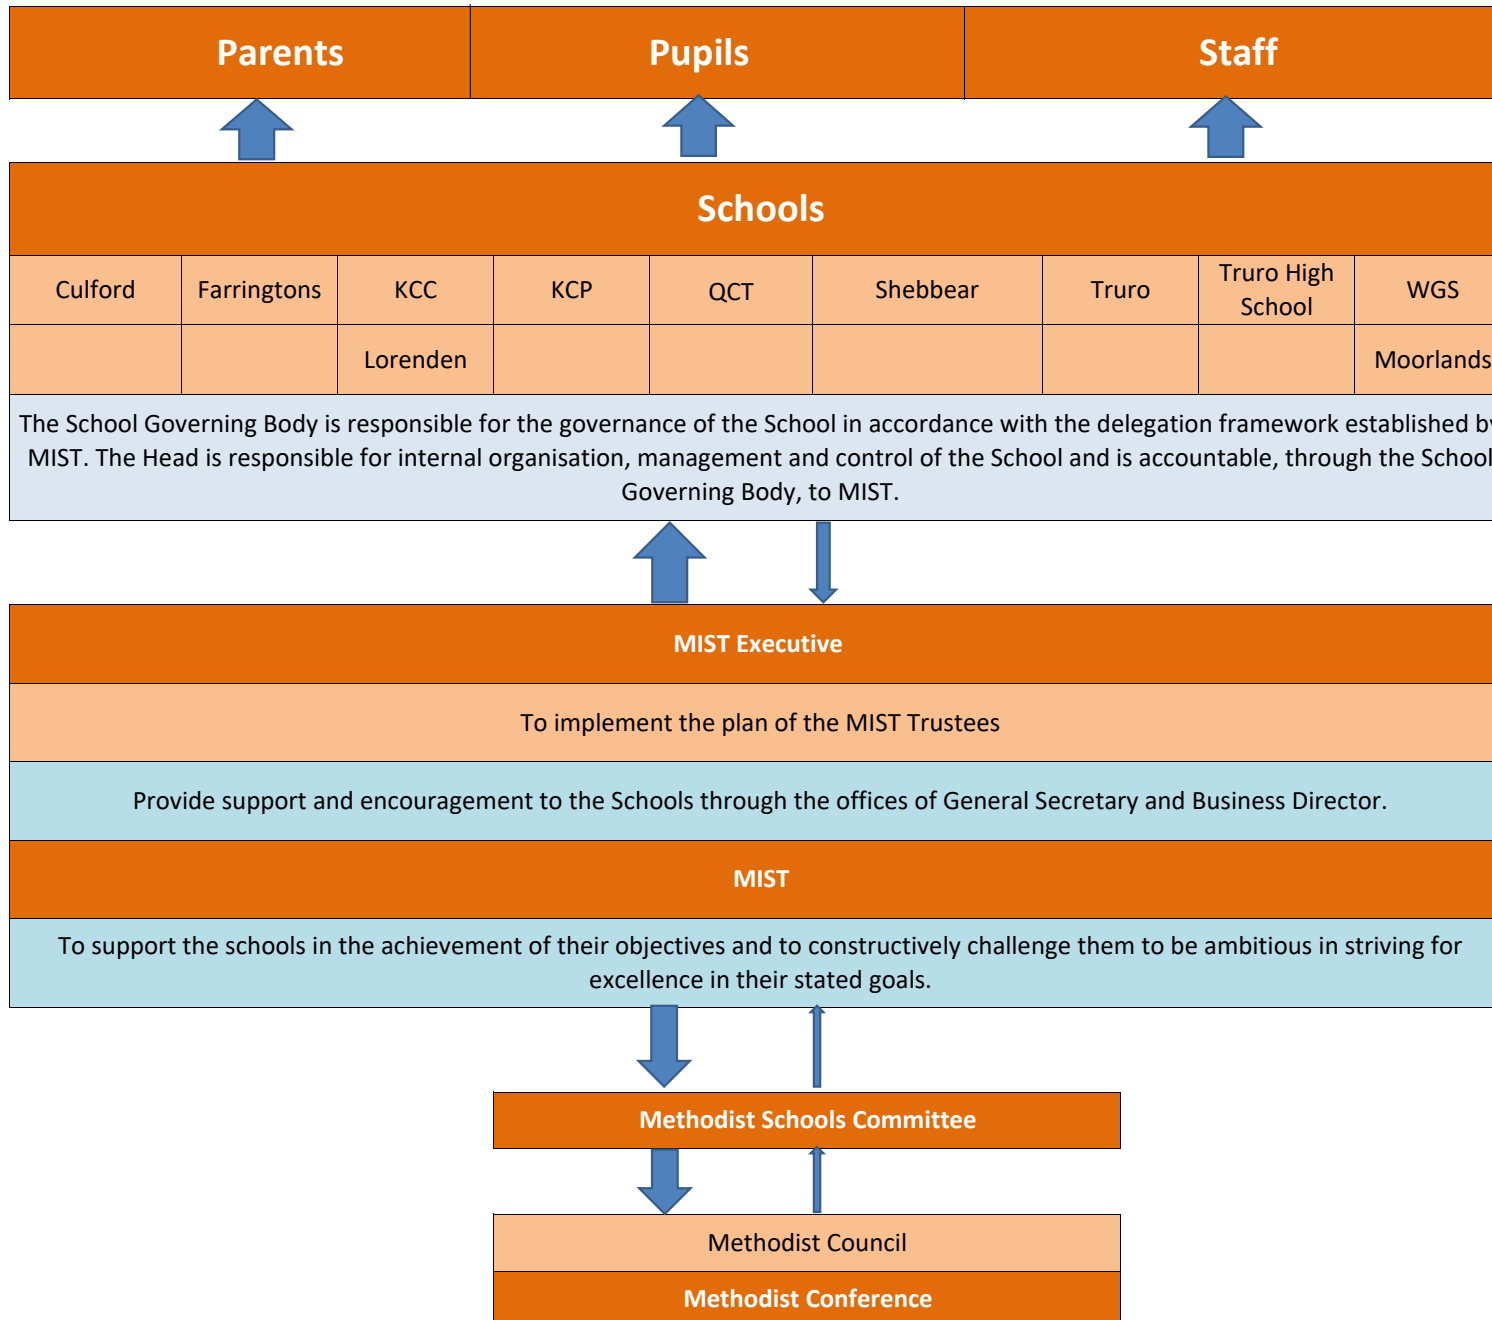 Parents Pupils Staff
Schools
Culford Farringtons KCC KCP QCT Shebbear Truro Truro High School WGS
Lorenden Moorlands
The School Governing Body is responsible for the governance of the School in accordance with the delegation framework established by
MIST. The Head is responsible for internal organisation, management and control of the School and is accountable, through the School
Governing Body, to MIST.
MIST Executive
To implement the plan of the MIST Trustees
Provide support and encouragement to the Schools through the offices of General Secretary and Business Director.
MIST
To support the schools in the achievement of their objectives and to constructively challenge them to be ambitious in striving for
excellence in their stated goals.
Methodist Schools Committee
Methodist Council
Methodist Conference